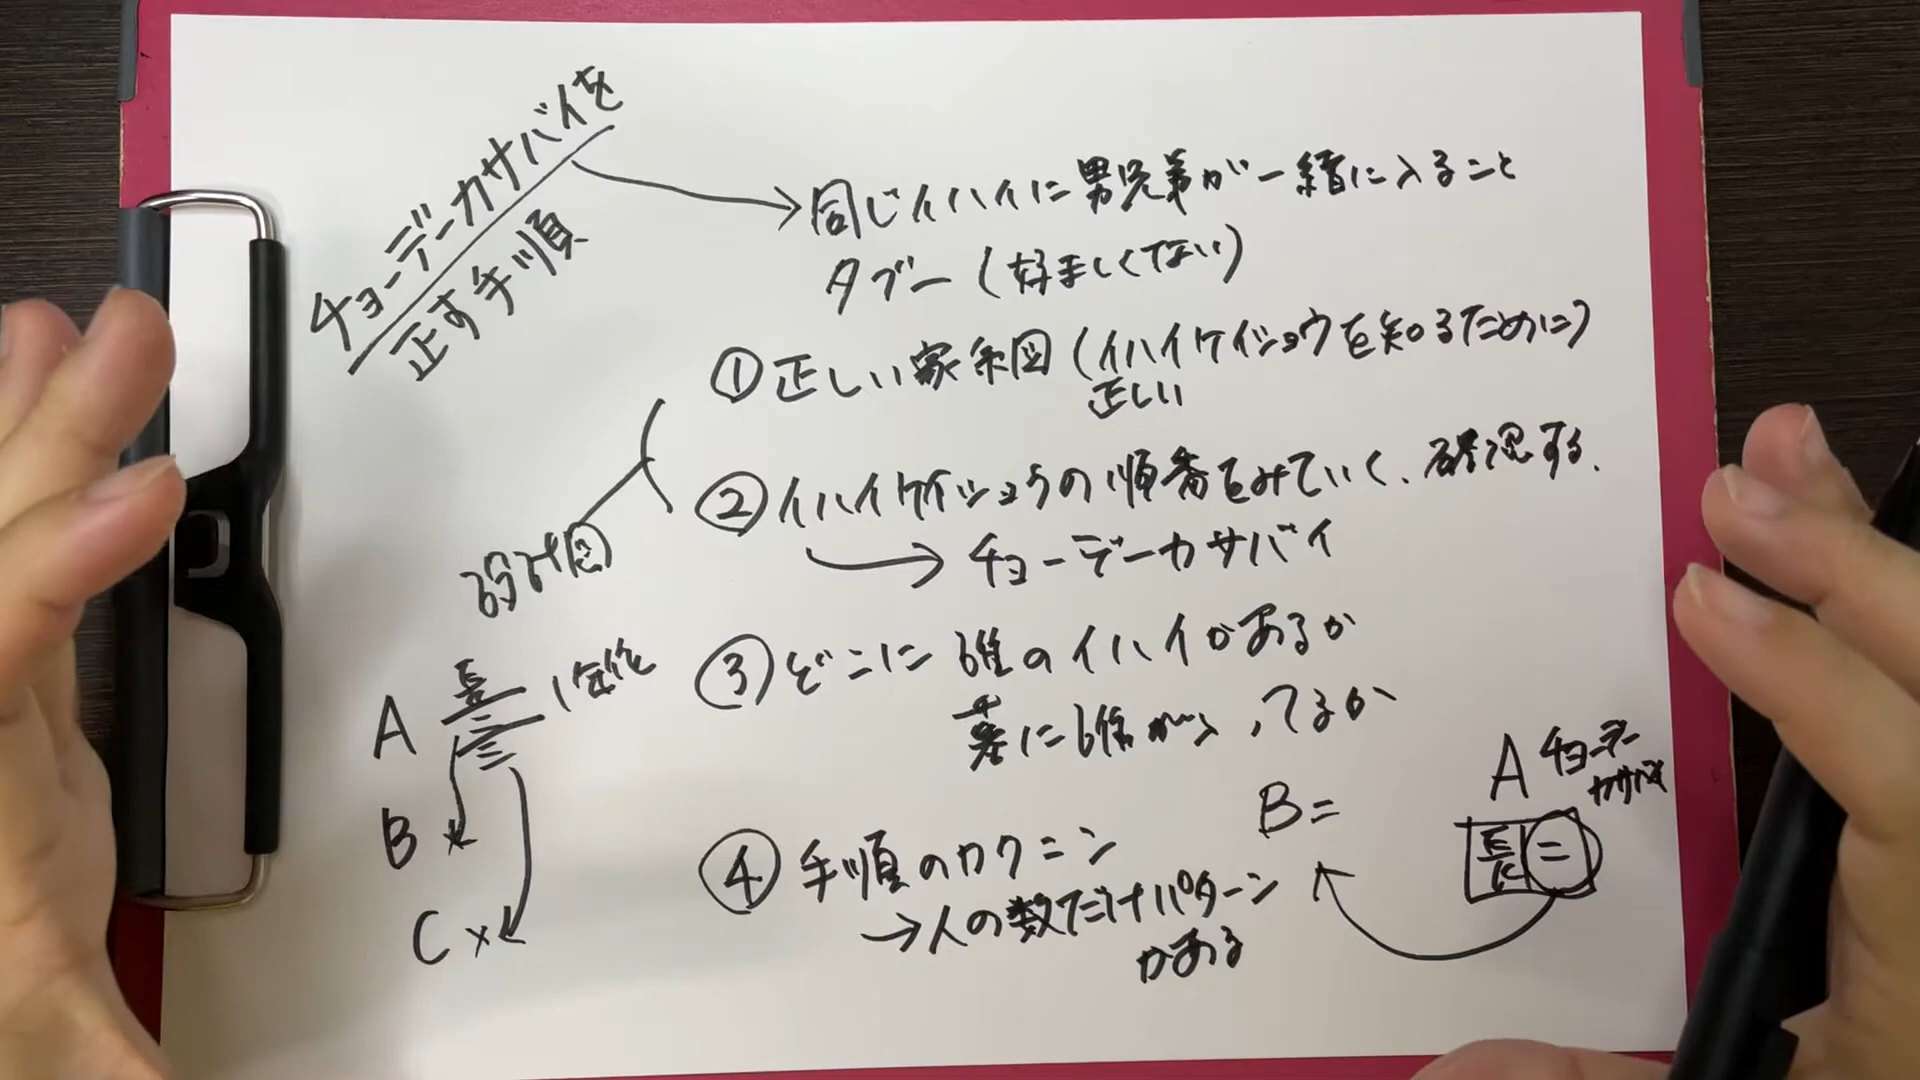 チョーデーカサバイを
正す手順
同じイハイに男兄弟が一緒に入ること
タブー(好ましくてない)
①正しい家系図(イハイケイショウを知るために)
正しい
②イハイケイショウの順番をみていく、確認する.
→チョーデーカサバイ
設計図
③どこに誰のイハイがあるか
墓に誰が入ってるか
A 長 二 三
B ×
C ×
④手順のカクニン
→人の数だけパターン
がある
B=
A チョーデー
カサバイ
長 二